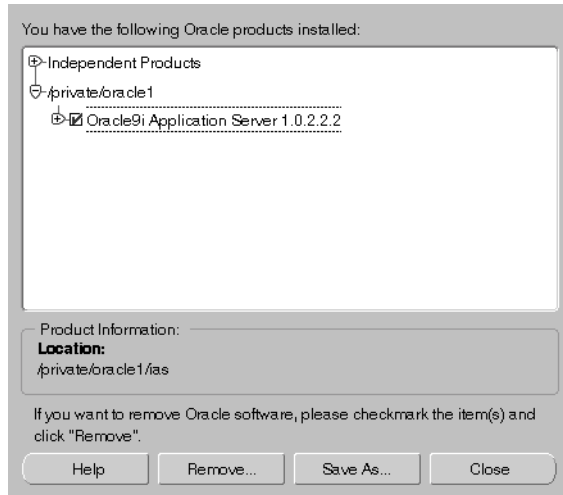 You have the following Oracle products installed:
Independent Products
/private/oracle1
Oracle9i Application Server 1.0.2.2.2
Product Information:
Location:
/private/oracle1/ias
If you want to remove Oracle software, please checkmark the item(s) and
click "Remove".
Help Remove... Save As... Close